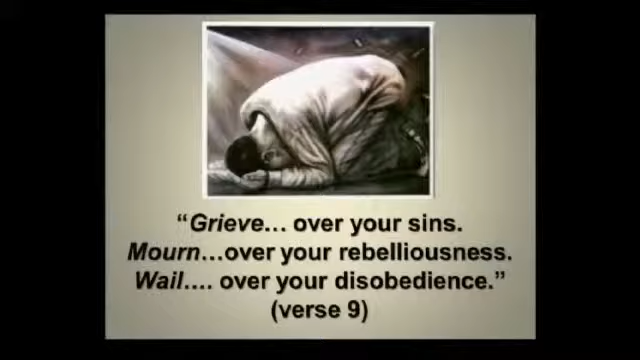 “Grieve… over your sins.
Mourn…over your rebelliousness.
Wail…. over your disobedience.”
(verse 9)